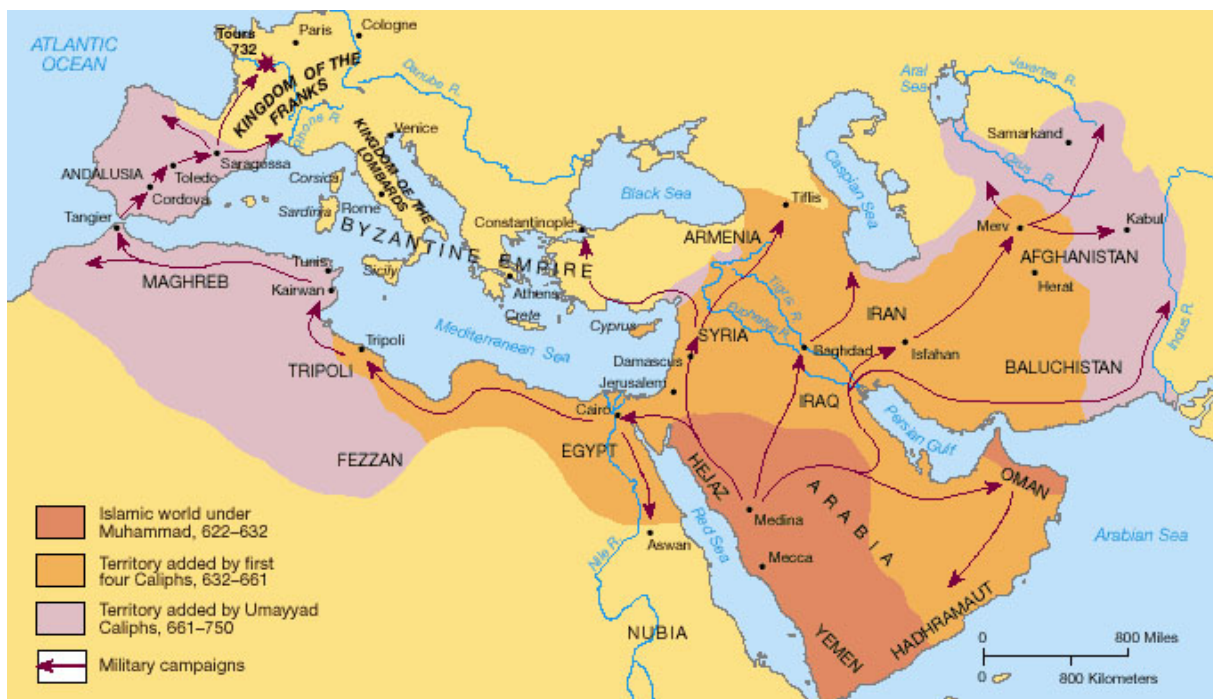 ATLANTIC
OCEAN
Tours
732
Paris
Cologne
KINGDOM OF THE
FRANKS
Danube R.
Rhone R.
Venice
KINGDOM OF THE
LOMBARDS
Saragossa
ANDALUSIA
Toledo
Cordova
Tangier
Corsica
Sardinia
Rome
BYZANTINE EMPIRE
Constantinople
Black Sea
Caspian Sea
Aral
Sea
Jaxartes R.
Samarkand
Oxus R.
Tiflis
ARMENIA
Merv
Kabul
AFGHANISTAN
Herat
MAGHREB
Tunis
Kairwan
Sicily
Athens
Crete
Cyprus
Mediterranean Sea
Tripoli
TRIPOLI
SYRIA
Tigris R.
Euphrates R.
Damascus
Jerusalem
Baghdad
IRAQ
IRAN
Isfahan
BALUCHISTAN
Indus R.
Persian Gulf
Cairo
EGYPT
FEZZAN
HEJAZ
ARABIA
OMAN
Medina
Mecca
Red Sea
Aswan
Nile R.
NUBIA
YEMEN
HADHRAMAUT
Arabian Sea
Islamic world under
Muhammad, 622–632
Territory added by first
four Caliphs, 632–661
Territory added by Umayyad
Caliphs, 661–750
Military campaigns
0 800 Miles
0 800 Kilometers